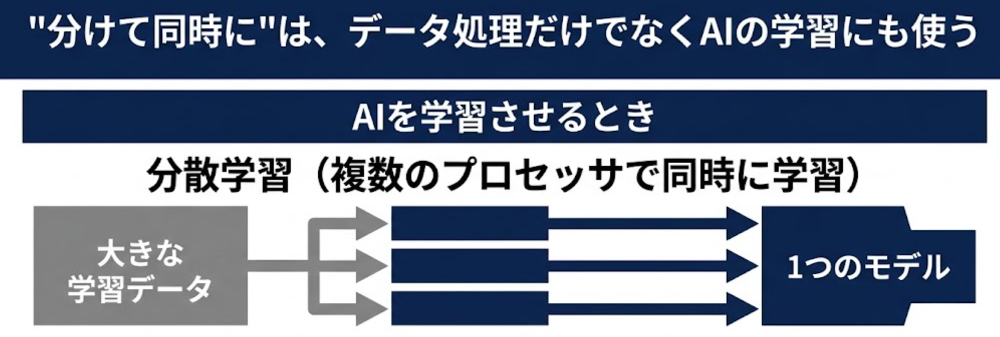 "分けて同時に"は、データ処理だけでなくAIの学習にも使う
AIを学習させるとき
分散学習（複数のプロセッサで同時に学習）
大きな
学習データ
1つのモデル